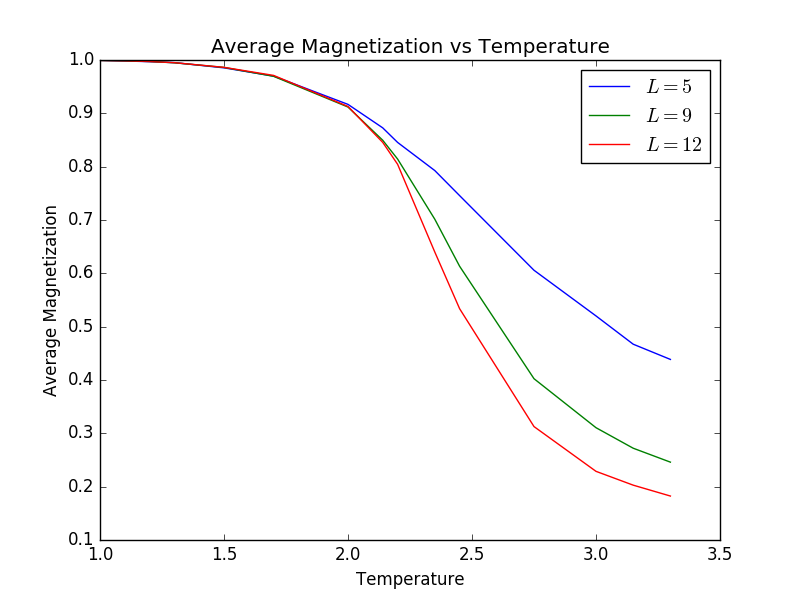 Average Magnetization vs Temperature
L = 5
L = 9
L = 12
Average Magnetization
1.0
0.9
0.8
0.7
0.6
0.5
0.4
0.3
0.2
0.1
1.0 1.5 2.0 2.5 3.0 3.5
Temperature